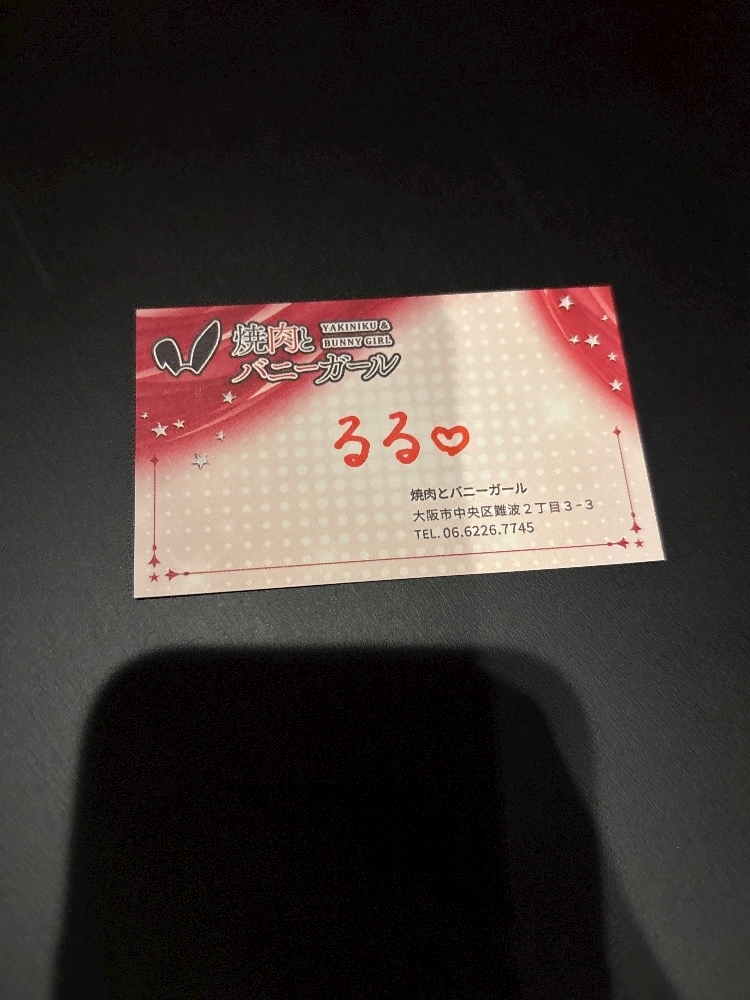 焼肉と YAKINIKU &
BUNNY GIRL
バニーガール
るる♡
焼肉とバニーガール
大阪市中央区難波2丁目3-3
TEL.06.6226.7745